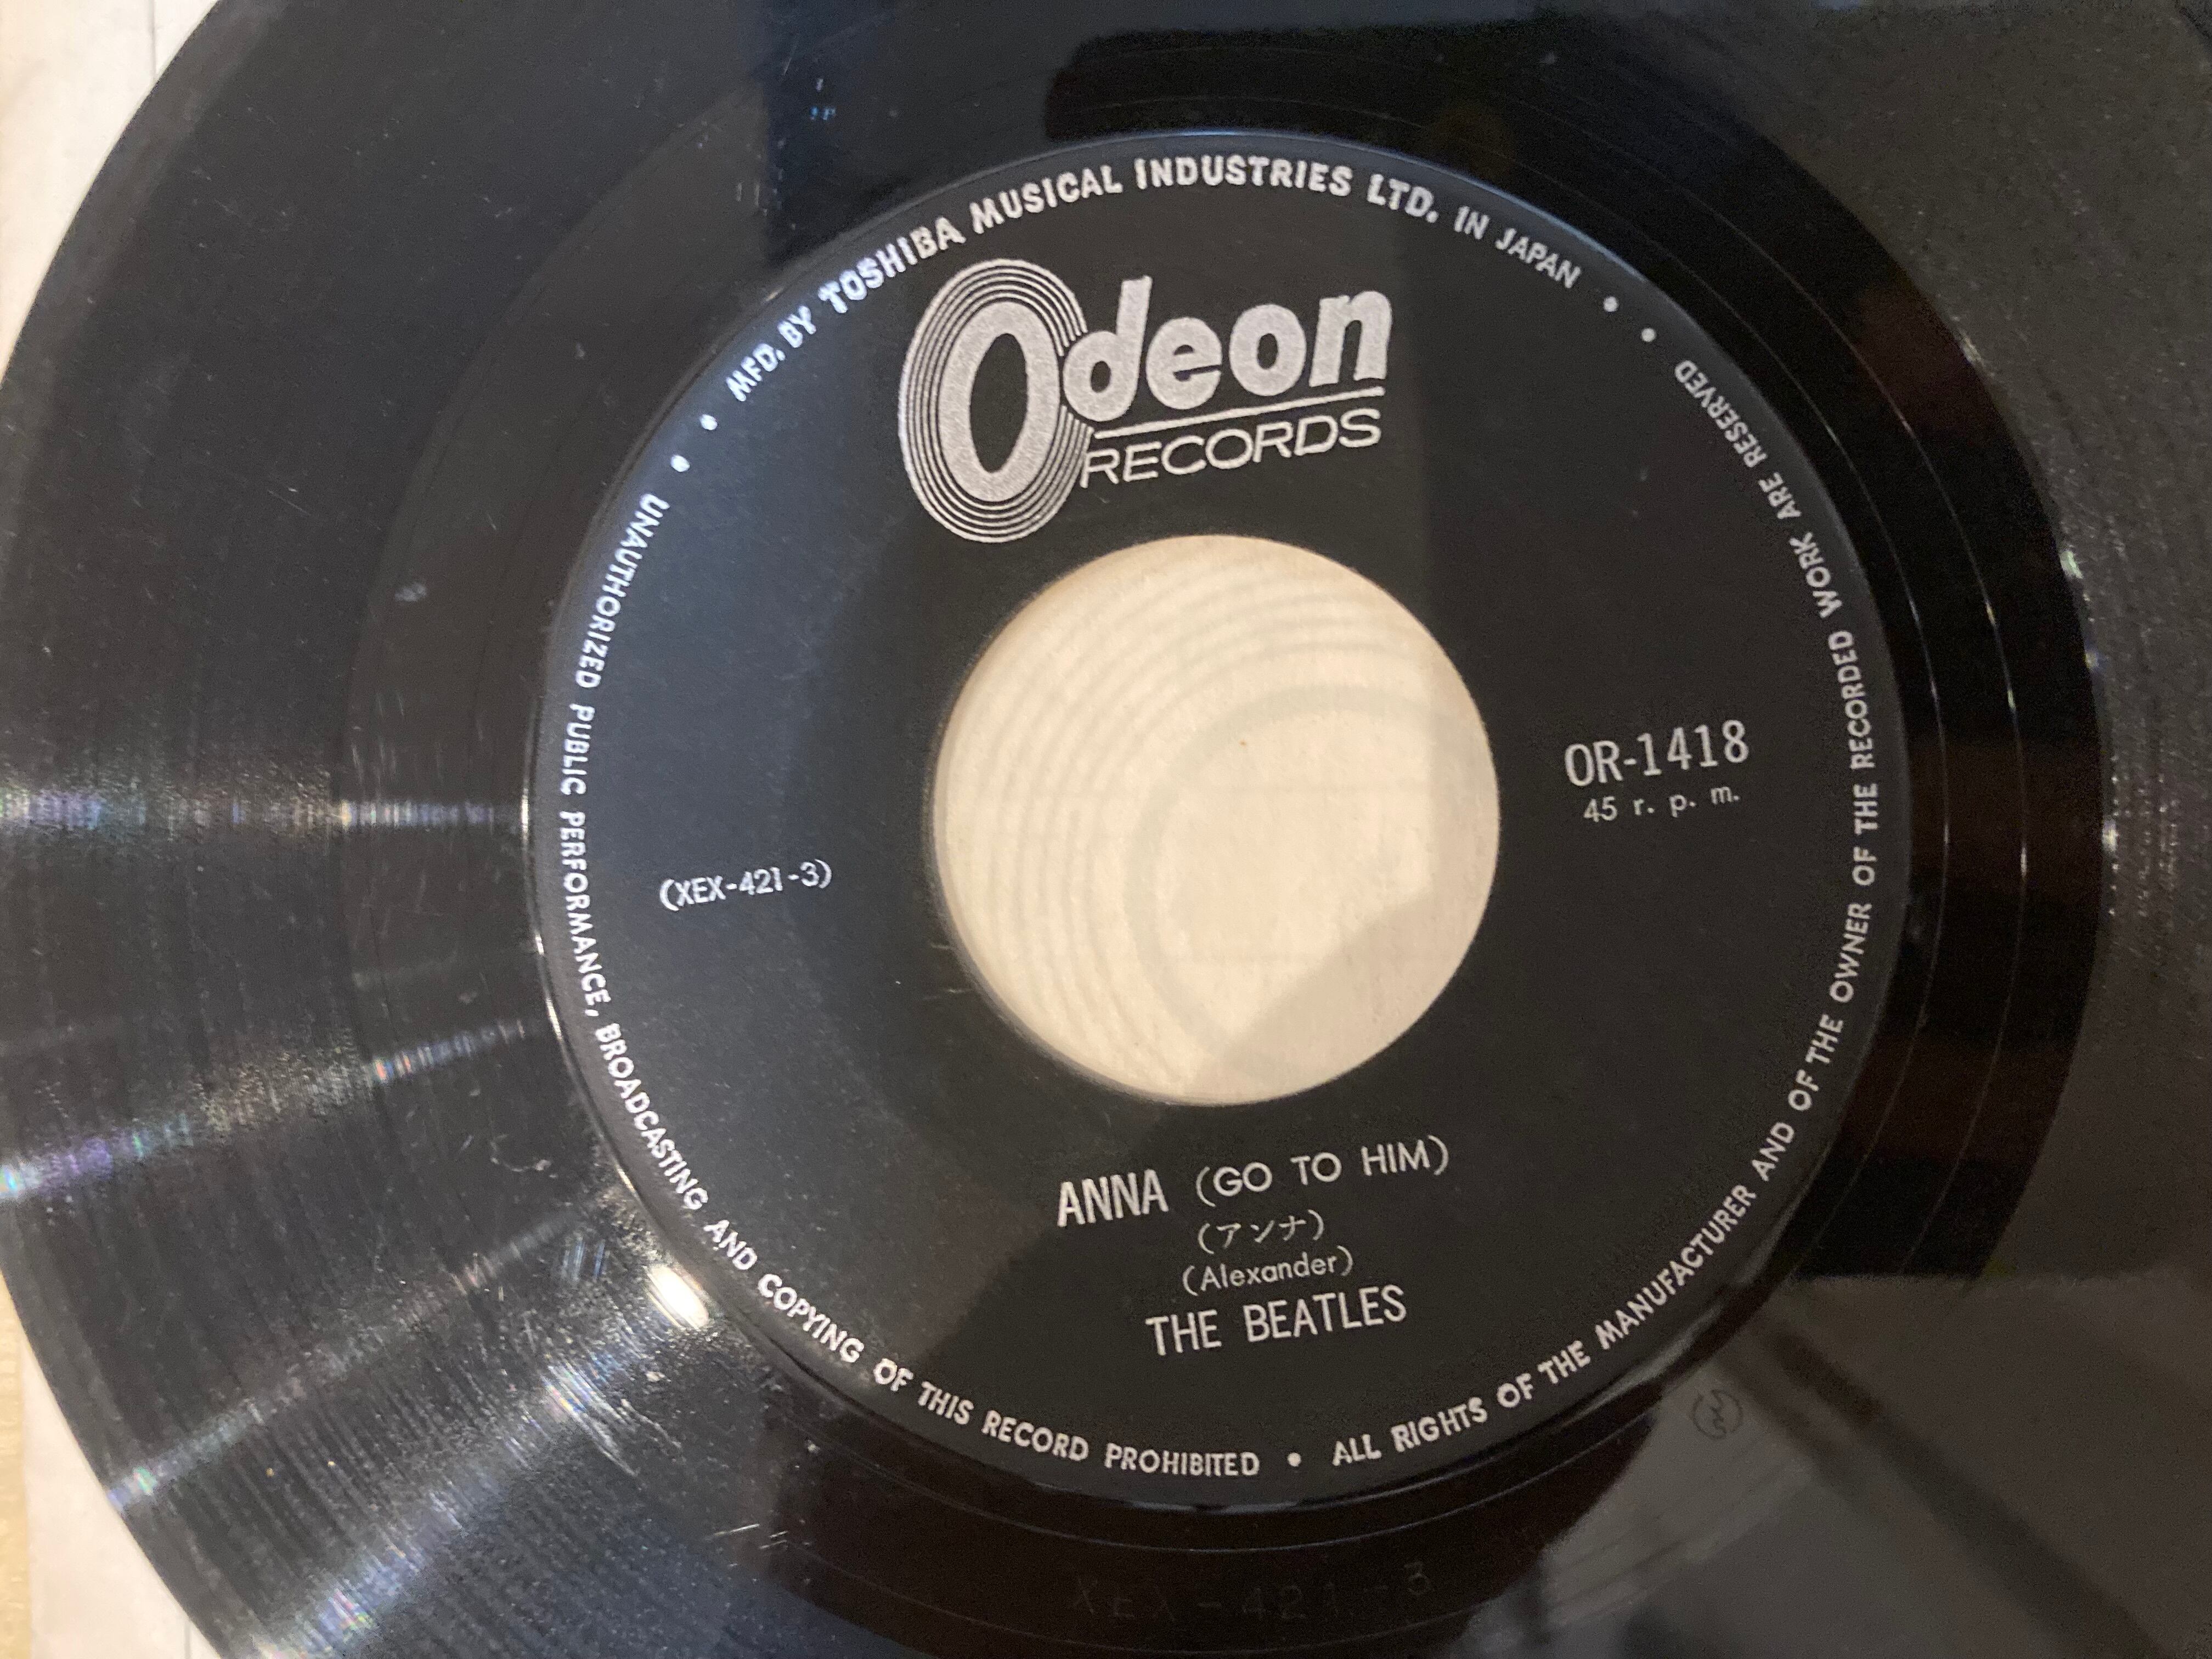 MFD. BY TOSHIBA MUSICAL INDUSTRIES LTD. IN JAPAN •
Odeon
RECORDS
OR-1418
45 r. p. m.
(XEX-421-3)
ANNA (GO TO HIM)
(アンナ)
(Alexander)
THE BEATLES
• UNAUTHORIZED PUBLIC PERFORMANCE, BROADCASTING AND COPYING OF THIS RECORD PROHIBITED • ALL RIGHTS OF THE MANUFACTURER AND OF THE OWNER OF THE RECORDED WORK ARE RESERVED •
XEX-421-3